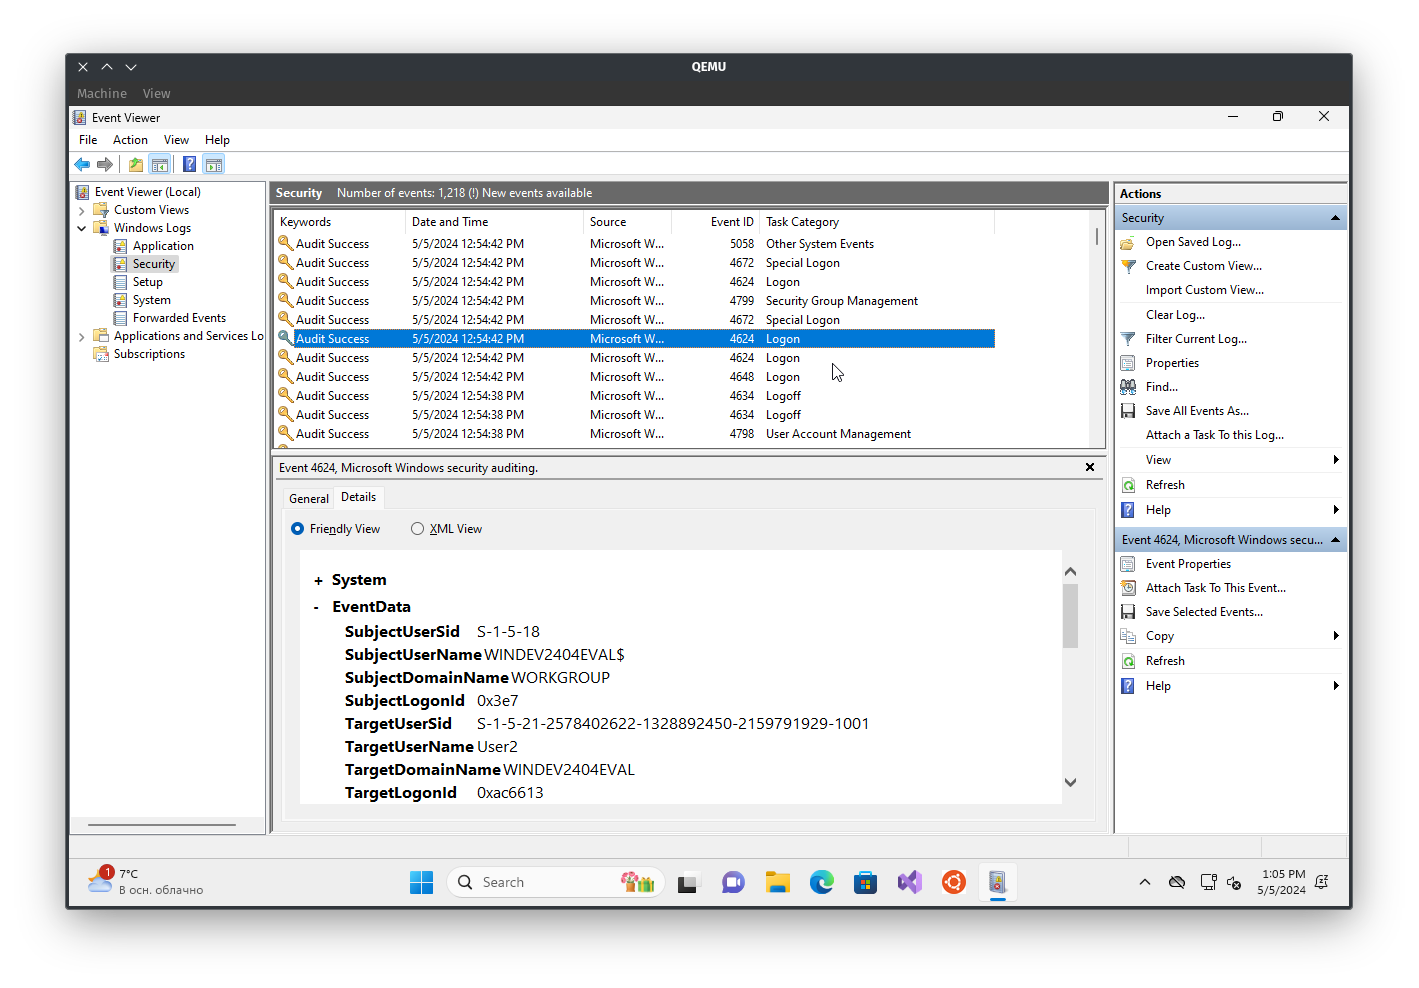 QEMU
Machine View
Event Viewer
File Action View Help
Event Viewer (Local)
Custom Views
Windows Logs
Application
Security
Setup
System
Forwarded Events
Applications and Services Lo
Subscriptions
Security Number of events: 1,218 (!) New events available
Keywords Date and Time Source Event ID Task Category
Audit Success 5/5/2024 12:54:42 PM Microsoft W... 5058 Other System Events
Audit Success 5/5/2024 12:54:42 PM Microsoft W... 4672 Special Logon
Audit Success 5/5/2024 12:54:42 PM Microsoft W... 4624 Logon
Audit Success 5/5/2024 12:54:42 PM Microsoft W... 4799 Security Group Management
Audit Success 5/5/2024 12:54:42 PM Microsoft W... 4672 Special Logon
Audit Success 5/5/2024 12:54:42 PM Microsoft W... 4624 Logon
Audit Success 5/5/2024 12:54:42 PM Microsoft W... 4624 Logon
Audit Success 5/5/2024 12:54:42 PM Microsoft W... 4648 Logon
Audit Success 5/5/2024 12:54:38 PM Microsoft W... 4634 Logoff
Audit Success 5/5/2024 12:54:38 PM Microsoft W... 4634 Logoff
Audit Success 5/5/2024 12:54:38 PM Microsoft W... 4798 User Account Management
Event 4624, Microsoft Windows security auditing.
General Details
Friendly View XML View
+ System
- EventData
SubjectUserSid S-1-5-18
SubjectUserName WINDEV2404EVAL$
SubjectDomainName WORKGROUP
SubjectLogonId 0x3e7
TargetUserSid S-1-5-21-2578402622-1328892450-2159791929-1001
TargetUserName User2
TargetDomainName WINDEV2404EVAL
TargetLogonId 0xac6613
Actions
Security
Open Saved Log...
Create Custom View...
Import Custom View...
Clear Log...
Filter Current Log...
Properties
Find...
Save All Events As...
Attach a Task To this Log...
View
Refresh
Help
Event 4624, Microsoft Windows secu...
Event Properties
Attach Task To This Event...
Save Selected Events...
Copy
Refresh
Help
1
7°C
В осн. облачно
Search
1:05 PM
5/5/2024